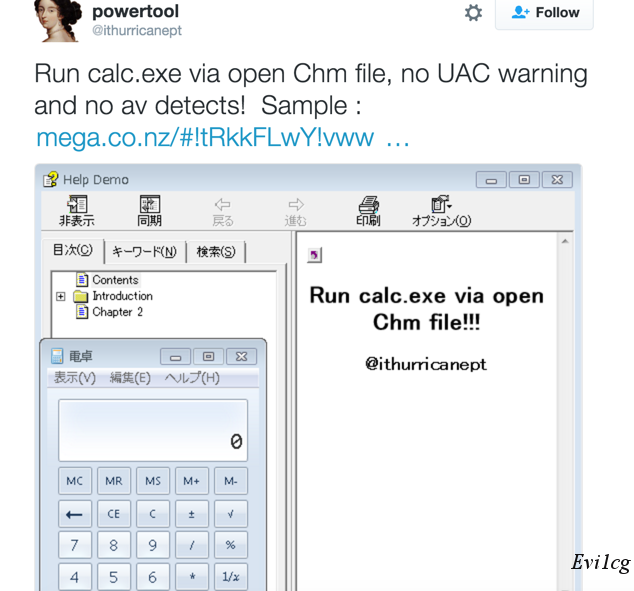 powertool
@ithurricanept
Follow
Run calc.exe via open Chm file, no UAC warning
and no av detects! Sample :
mega.co.nz/#!tRkkFLwY!vww …
Help Demo
非表示 同期 戻る 進む 印刷 オプション(O)
目次(C) キーワード(N) 検索(S)
Contents
Introduction
Chapter 2
Run calc.exe via open
Chm file!!!
@ithurricanept
電卓
表示(V) 編集(E) ヘルプ(H)
0
MC MR MS M+ M-
← CE C ± √
7 8 9 / %
4 5 6 * 1/x
Evi1cg